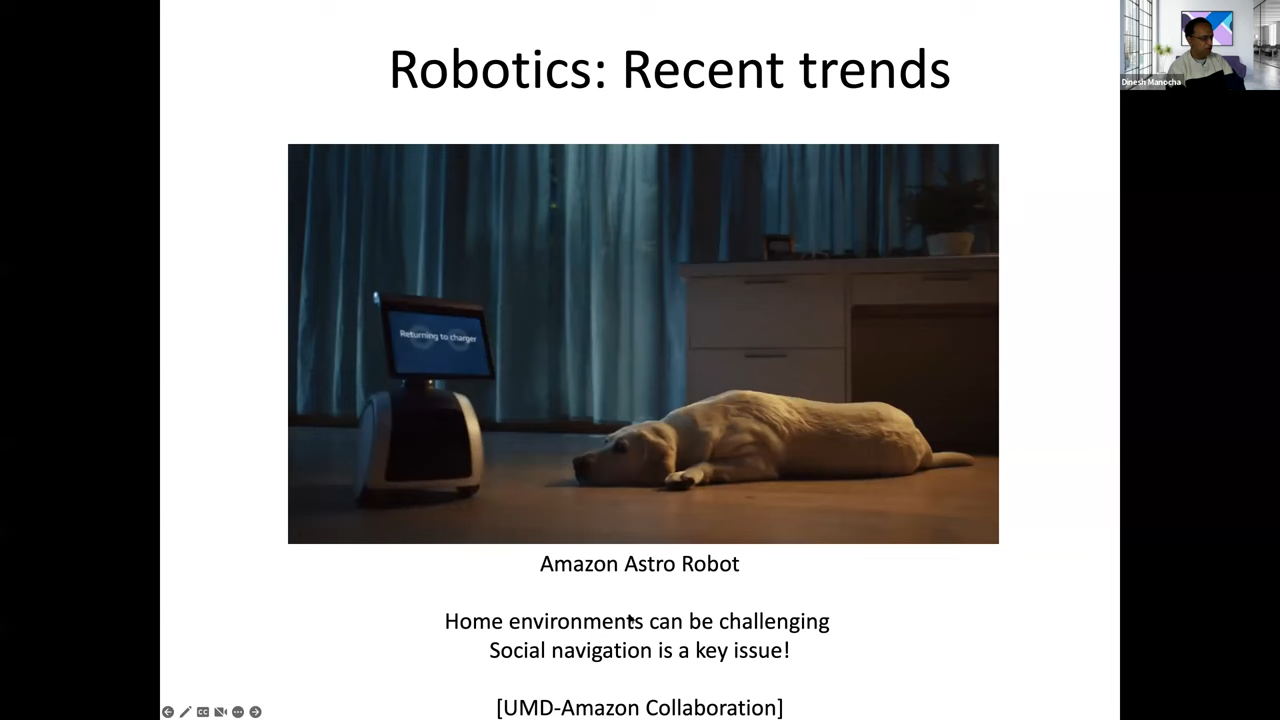 Robotics: Recent trends
Dinesh Manocha
Returning to charger
Amazon Astro Robot
Home environments can be challenging
Social navigation is a key issue!
[UMD-Amazon Collaboration]
CC